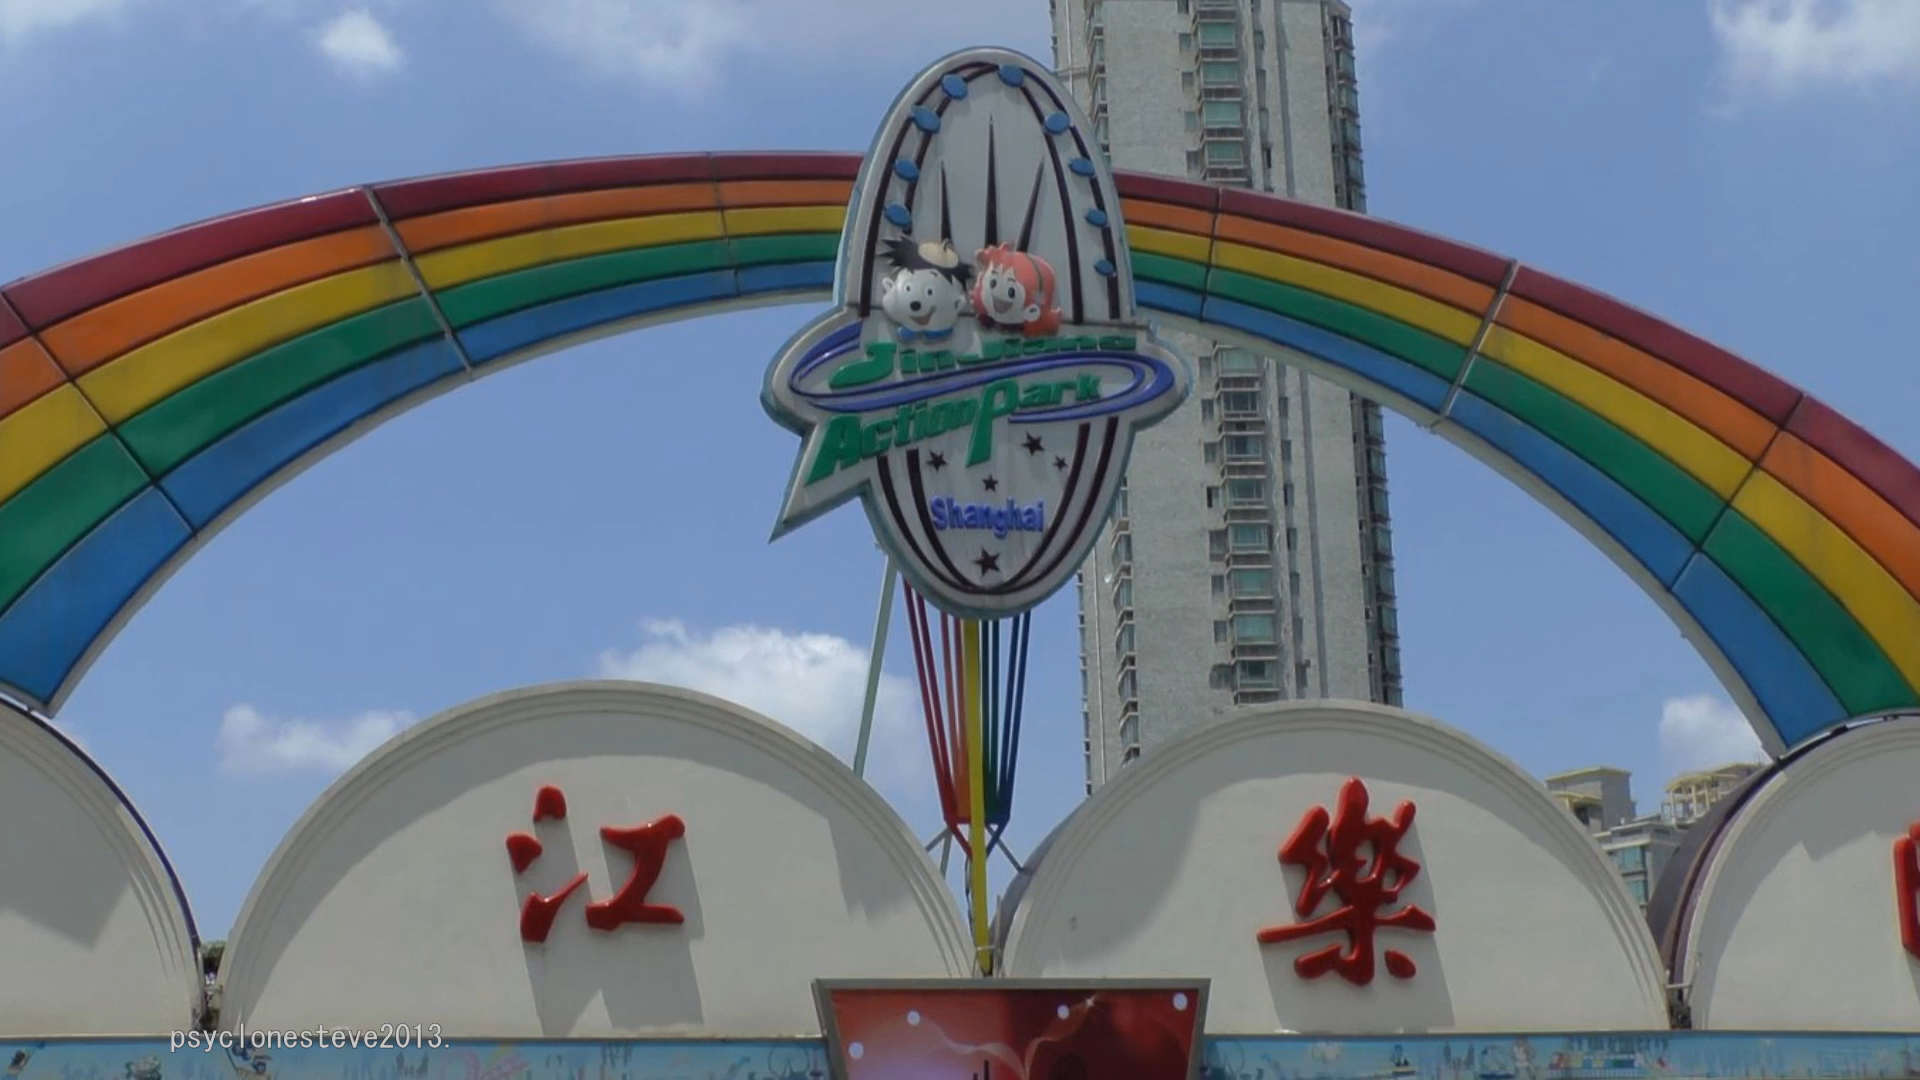 JinJiang
Action Park
Shanghai
江 樂
psyclonesteve2013.